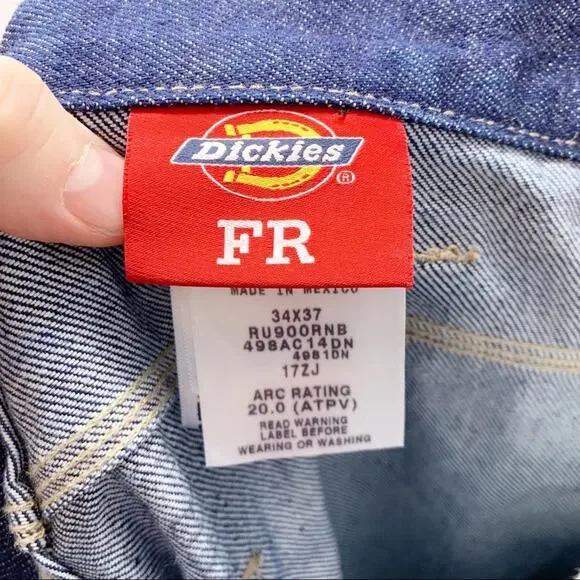 Dickies
®
FR
MADE IN MEXICO
34X37
RU900RNB
498AC14DN
4981DN
17ZJ
ARC RATING
20.0 (ATPV)
READ WARNING
LABEL BEFORE
WEARING OR WASHING